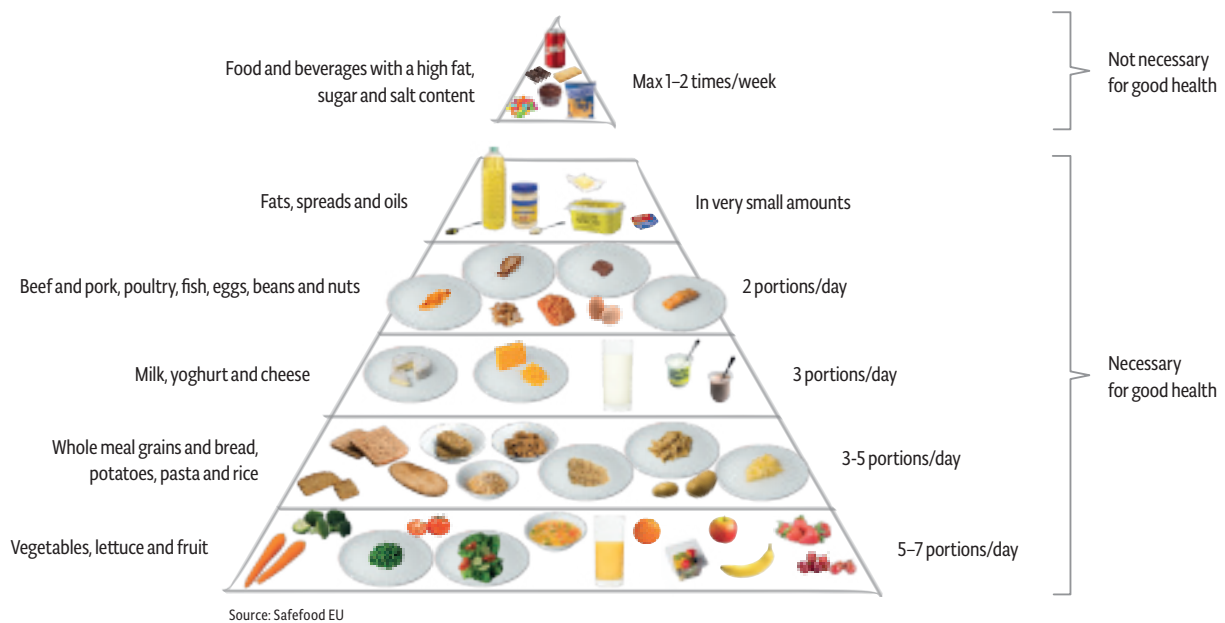 Food and beverages with a high fat,
sugar and salt content
Max 1–2 times/week
Not necessary
for good health
Fats, spreads and oils
In very small amounts
Beef and pork, poultry, fish, eggs, beans and nuts
2 portions/day
Milk, yoghurt and cheese
3 portions/day
Necessary
for good health
Whole meal grains and bread,
potatoes, pasta and rice
3-5 portions/day
Vegetables, lettuce and fruit
5–7 portions/day
Source: Safefood EU